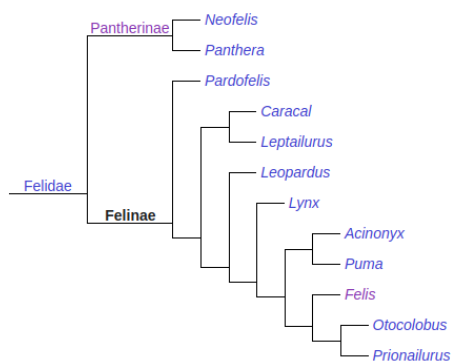 Neofelis
Pantherinae
Panthera
Pardofelis
Caracal
Leptailurus
Leopardus
Felidae
Lynx
Felinae
Acinonyx
Puma
Felis
Otocolobus
Prionailurus